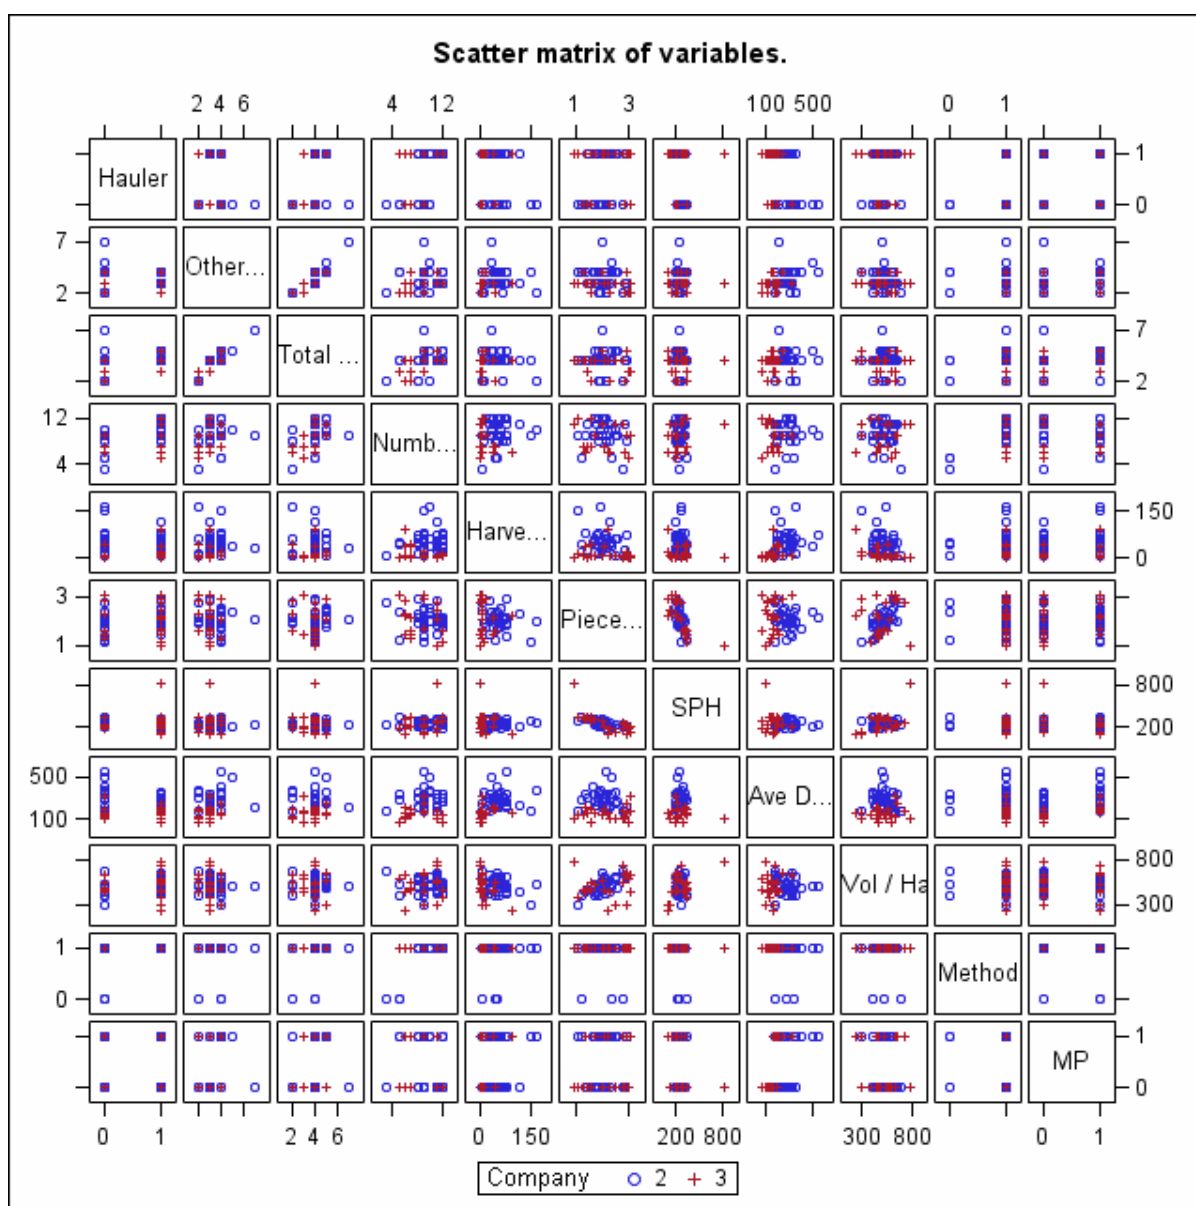 Scatter matrix of variables.
2 4 6 4 12 1 3 100 500 0 1
Hauler 1
0
7 Other...
2
Total ... 7
2
12 Numb...
4
Harve... 150
0
3 Piece...
1
SPH 800
200
500 Ave D...
100
Vol / Ha 800
300
1 Method
0
MP 1
0
0 1 2 4 6 0 150 200 800 300 800 0 1
Company 2 3